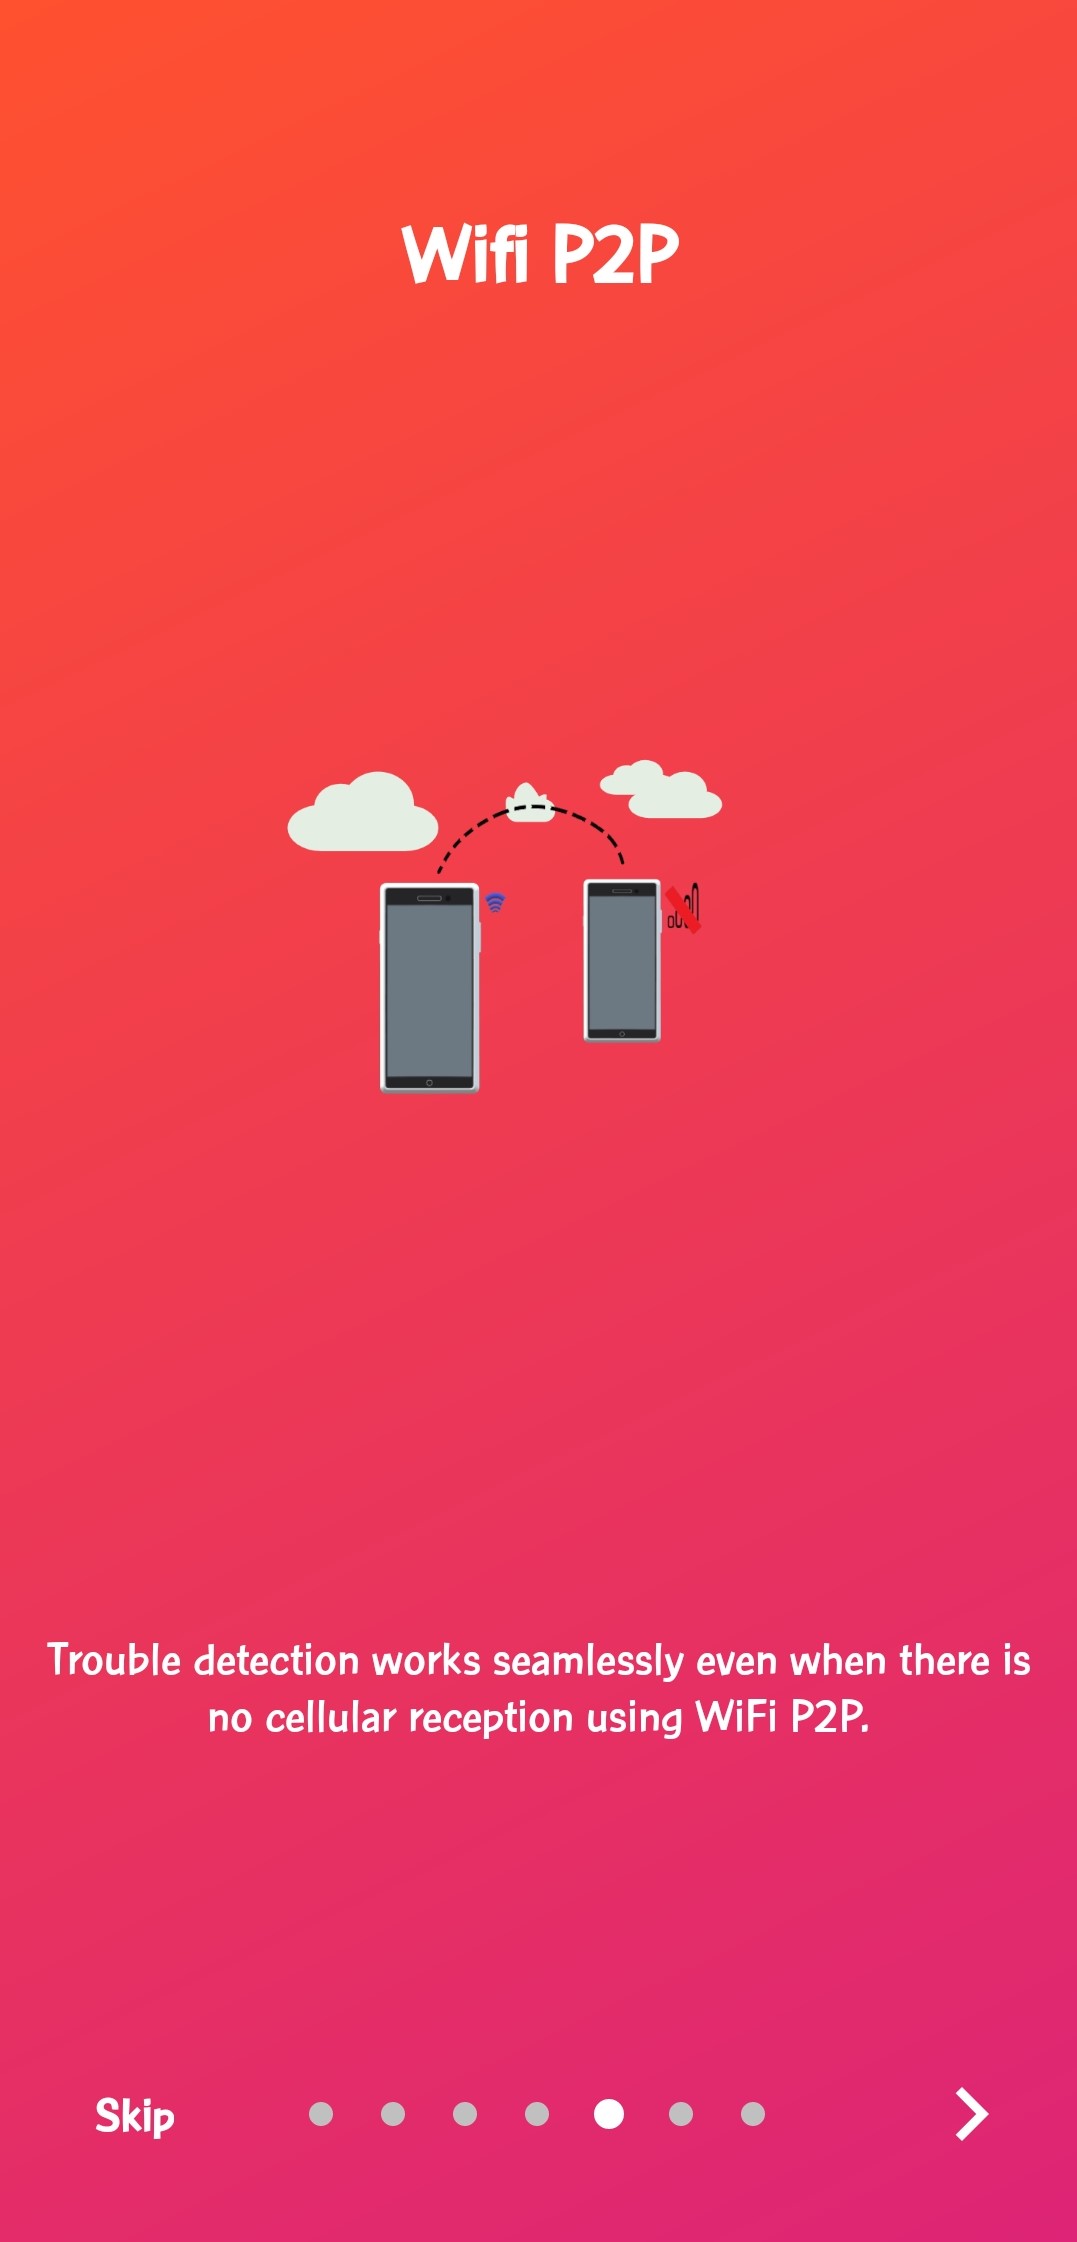 Wifi P2P
Trouble detection works seamlessly even when there is
no cellular reception using WiFi P2P.
Skip